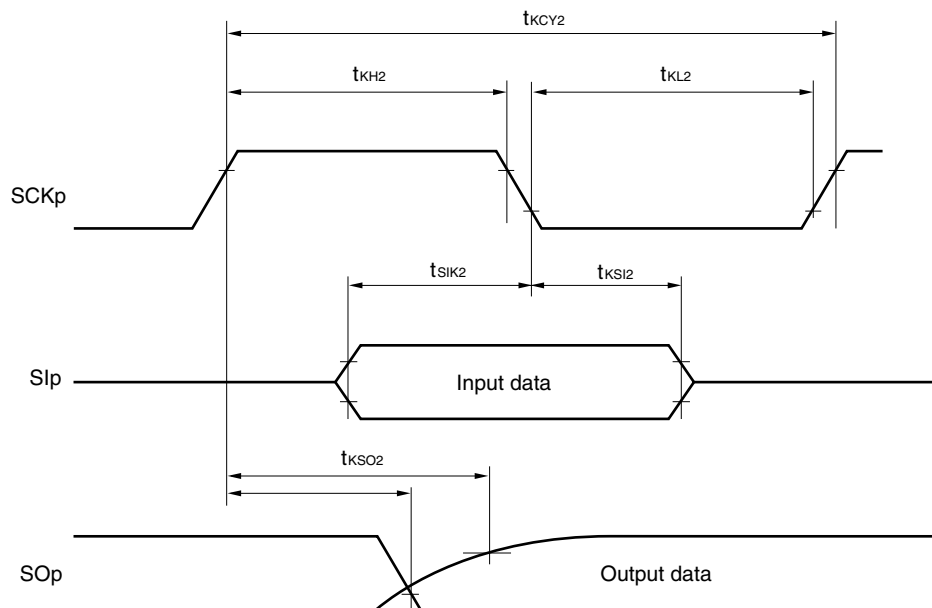 tKCY2
tKH2
tKL2
SCKp
tSIK2
tKSI2
SIp
Input data
tKSO2
SOp
Output data